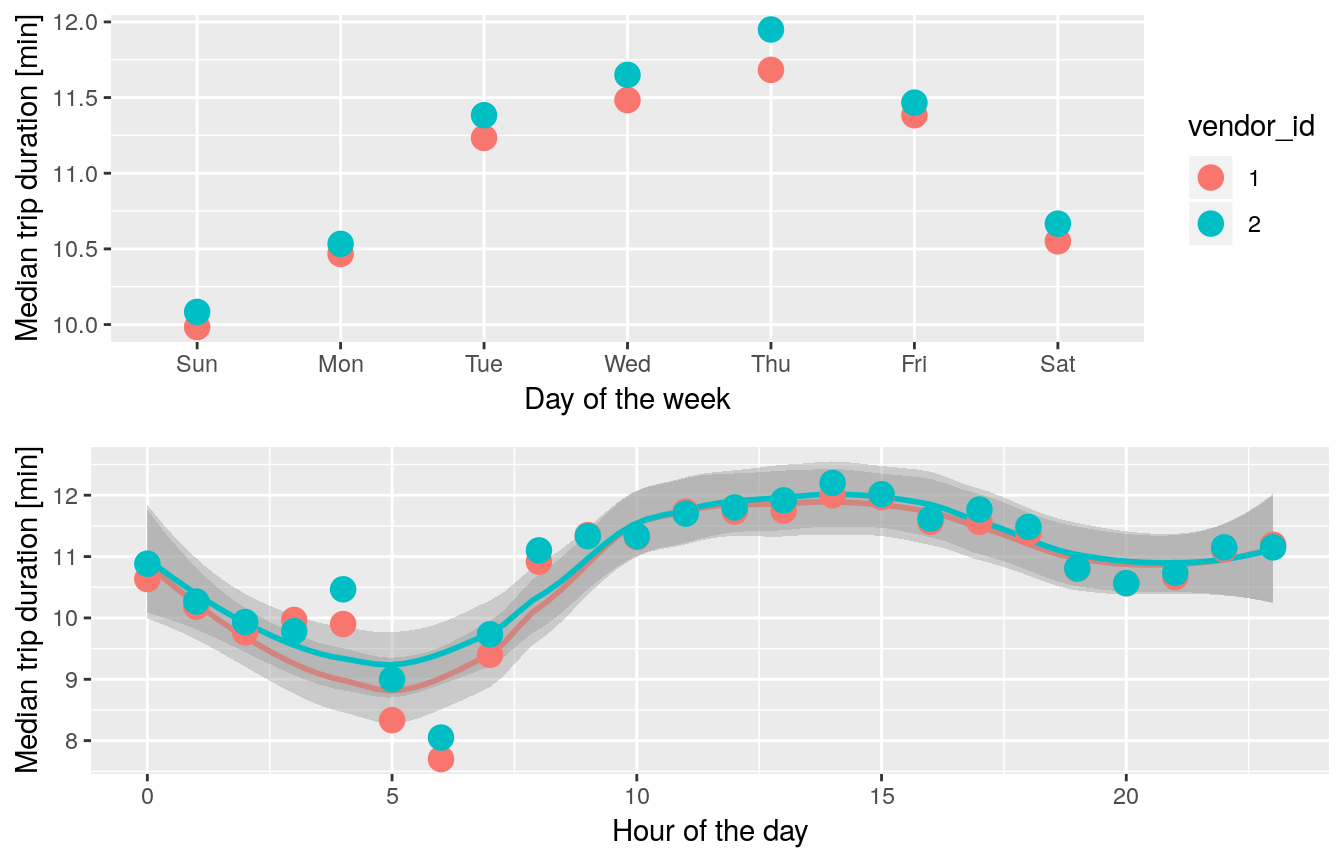 Median trip duration [min]
12.0
11.5
11.0
10.5
10.0
Sun Mon Tue Wed Thu Fri Sat
Day of the week
vendor_id
1
2
Median trip duration [min]
12
11
10
9
8
0 5 10 15 20
Hour of the day